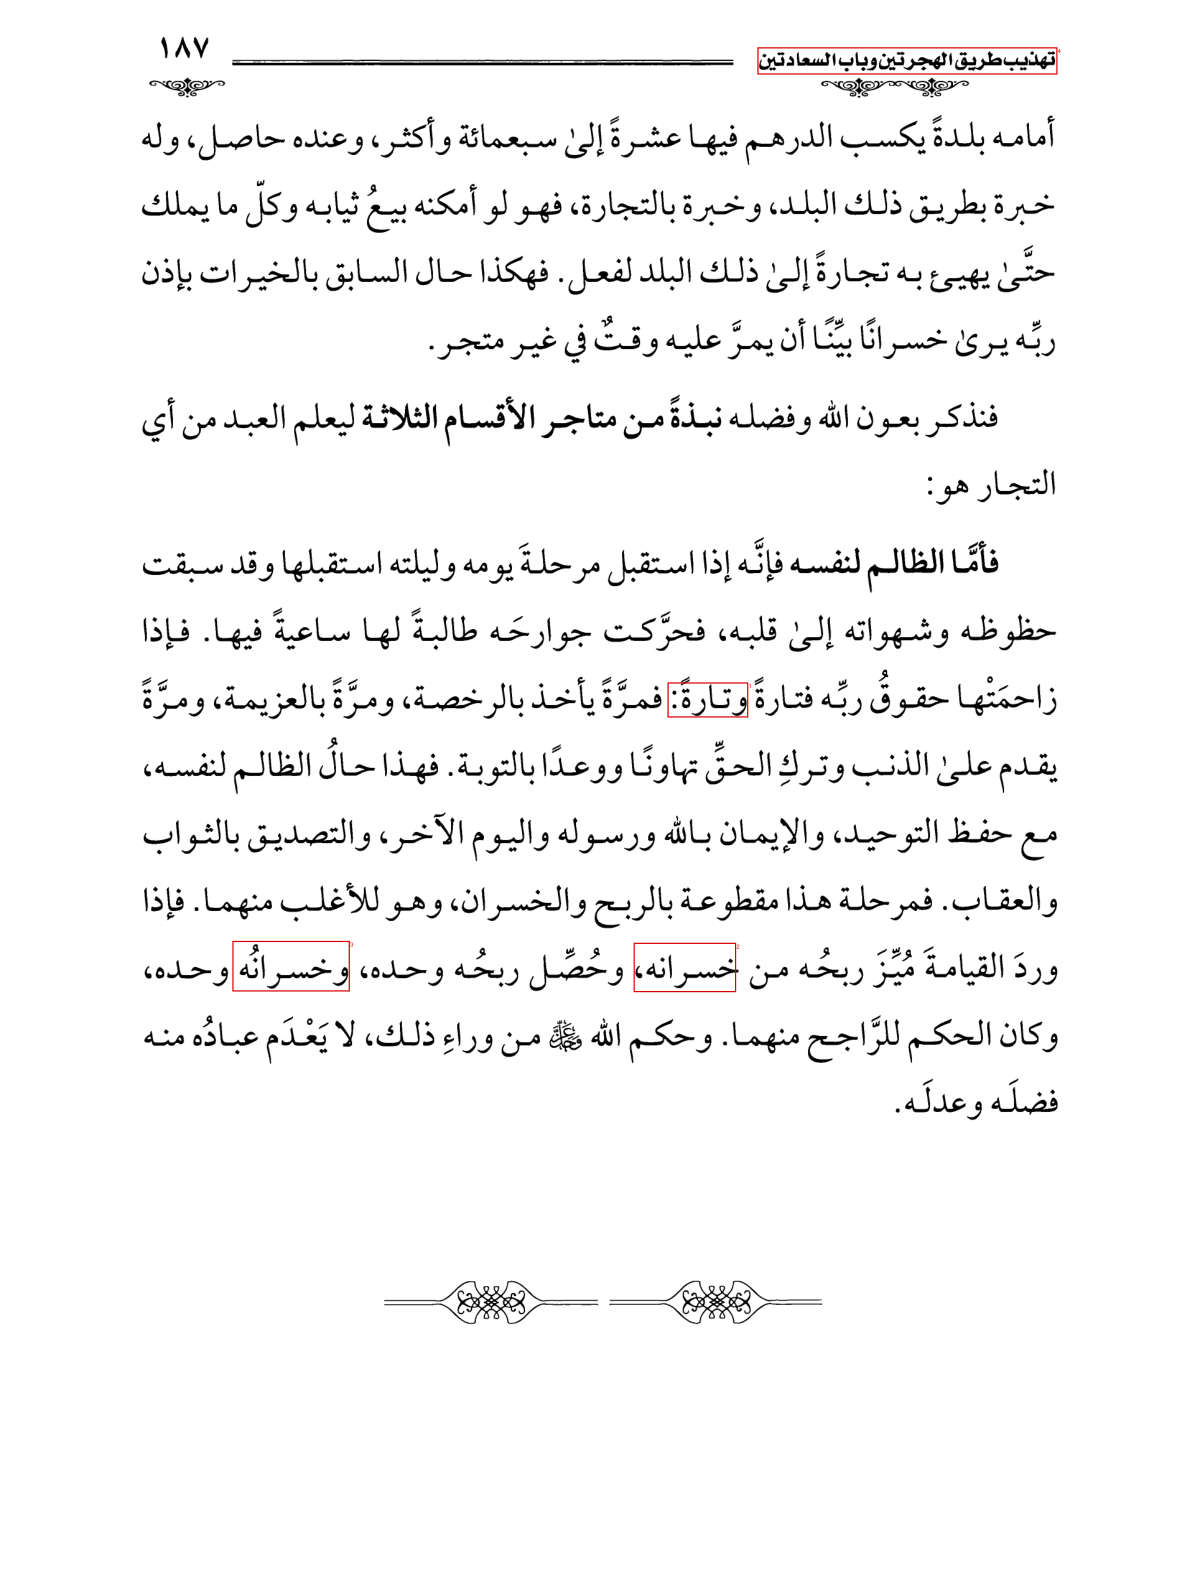 تهذيب طريق الهجرتين وباب السعادتين ١٨٧
أمامه بلدةً يكسب الدرهم فيها عشرةً إلىٰ سبعمائة وأكثر، وعنده حاصل، وله
خبرة بطريق ذلك البلد، وخبرة بالتجارة، فهو لو أمكنه بيعُ ثيابه وكلّ ما يملك
حتَّىٰ يهيئ به تجارةً إلىٰ ذلك البلد لفعل. فهكذا حال السابق بالخيرات بإذن
ربِّه يرىٰ خسرانًا بيِّنًا أن يمرَّ عليه وقتٌ في غير متجر.
فنذكر بعون الله وفضله نبذةً من متاجر الأقسام الثلاثة ليعلم العبد من أي
التجار هو:
فأمَّا الظالم لنفسه فإنَّه إذا استقبل مرحلةَ يومه وليلته استقبلها وقد سبقت
حظوظه وشهواته إلىٰ قلبه، فحرَّكت جوارحَه طالبةً لها ساعيةً فيها. فإذا
زاحمَتْها حقوقُ ربِّه فتارةً وتارةً: فمرَّةً يأخذ بالرخصة، ومرَّةً بالعزيمة، ومرَّةً
يقدم علىٰ الذنب وتركِ الحقِّ تهاونًا ووعدًا بالتوبة. فهذا حالُ الظالم لنفسه،
مع حفظ التوحيد، والإيمان بالله ورسوله واليوم الآخر، والتصديق بالثواب
والعقاب. فمرحلة هذا مقطوعة بالربح والخسران، وهو للأغلب منهما. فإذا
وردَ القيامةَ مُيِّزَ ربحُه من خسرانه، وحُصِّل ربحُه وحده، وخسرانُه وحده،
وكان الحكم للرَّاجح منهما. وحكم الله ﷿ من وراءِ ذلك، لا يَعْدَم عبادُه منه
فضلَه وعدلَه.